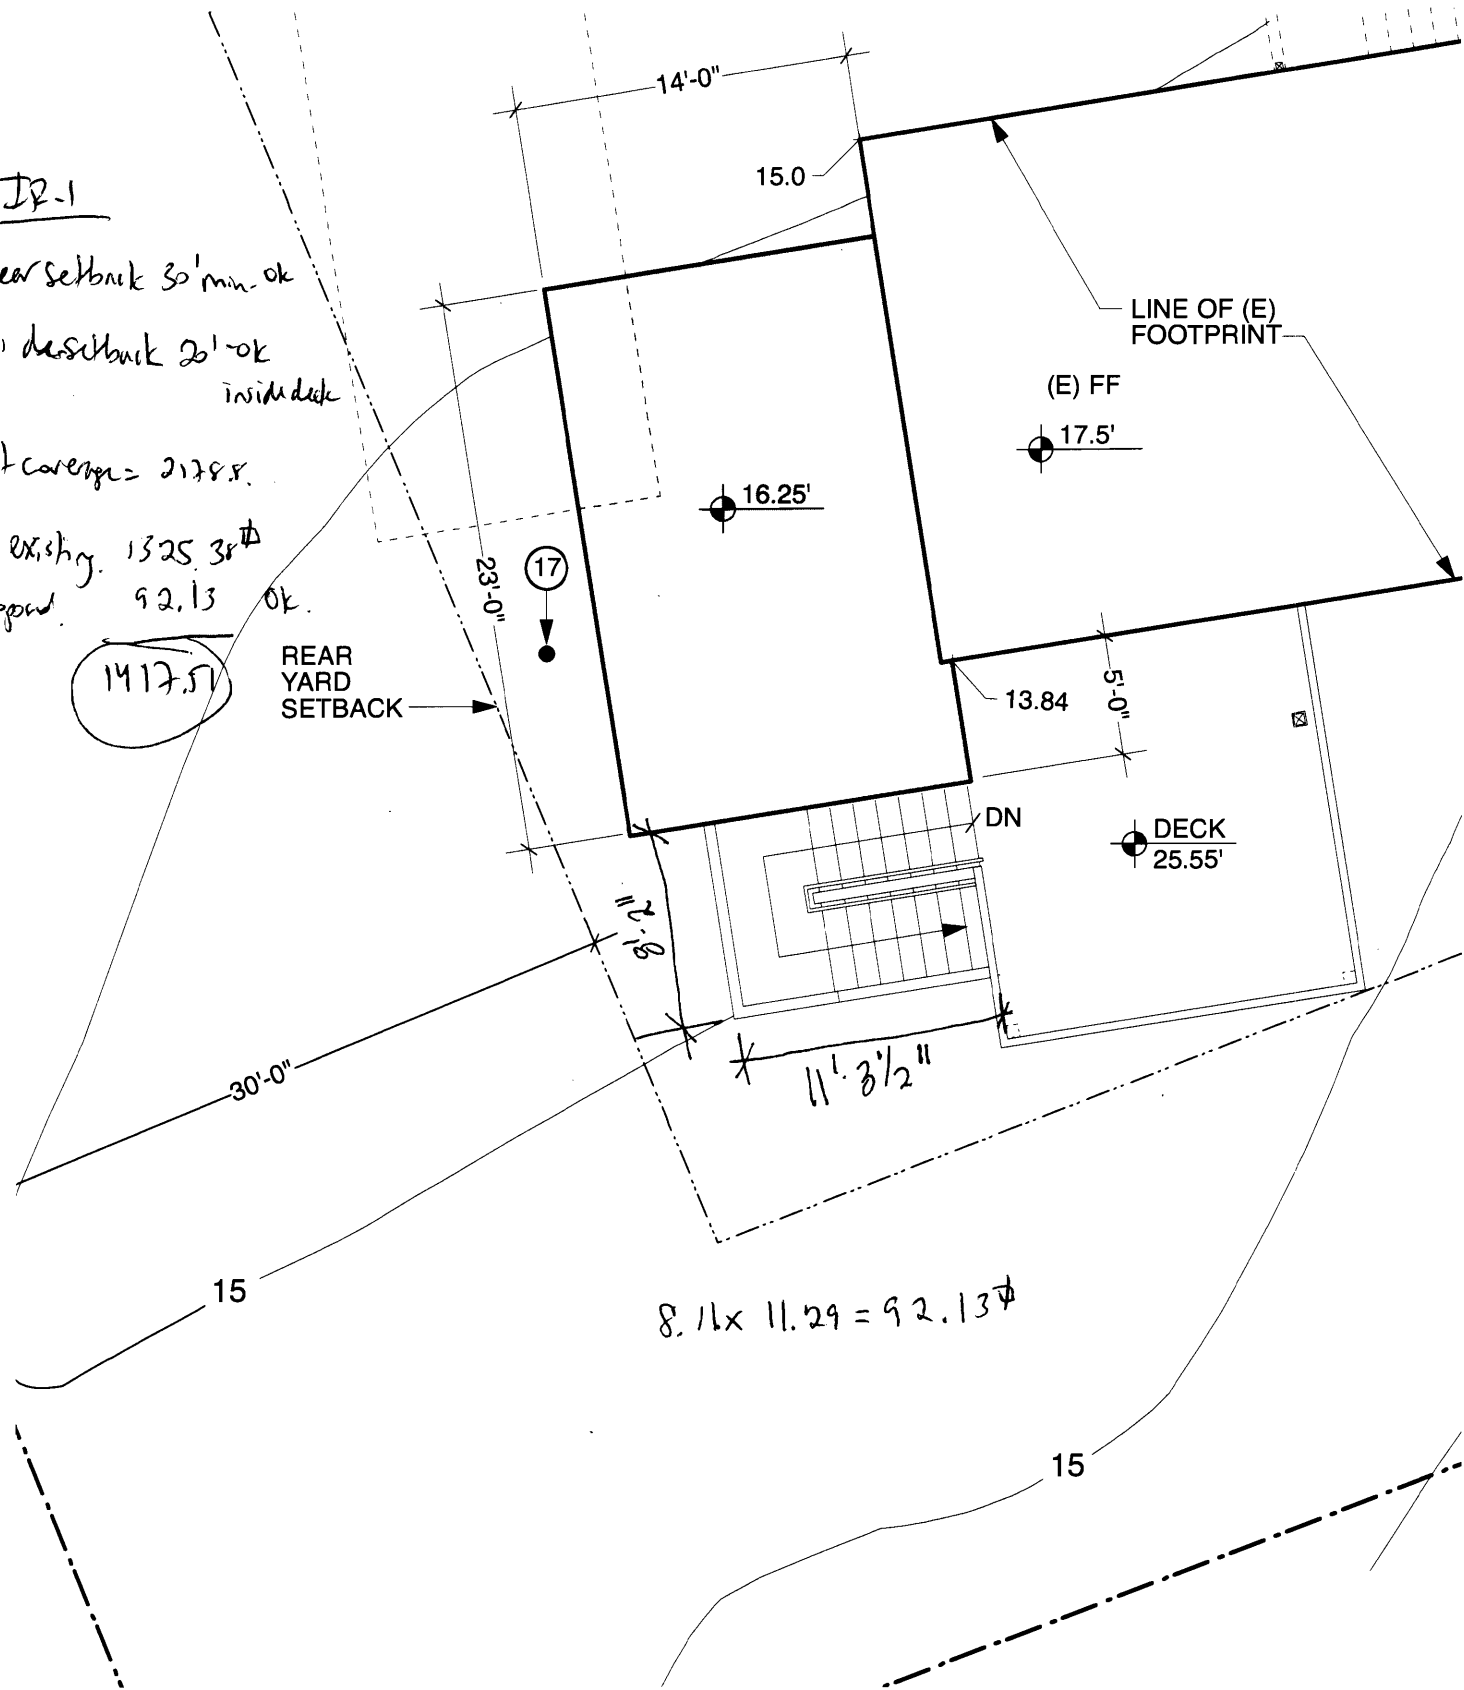 14'-0"
15.0
IR-1
ear setback 30' min. ok
setback 20' - ok
inside deck
LINE OF (E)
FOOTPRINT
(E) FF
17.5'
t coverage = 2178.8.
16.25'
existing. 1325.38
92.13 ok.
1417.51
23'-0"
17
REAR
YARD
SETBACK
13.84
5'-0"
DN
DECK
25.55'
8'-2"
30'-0"
11'-3 1/2"
15
8.16 x 11.29 = 92.13
15